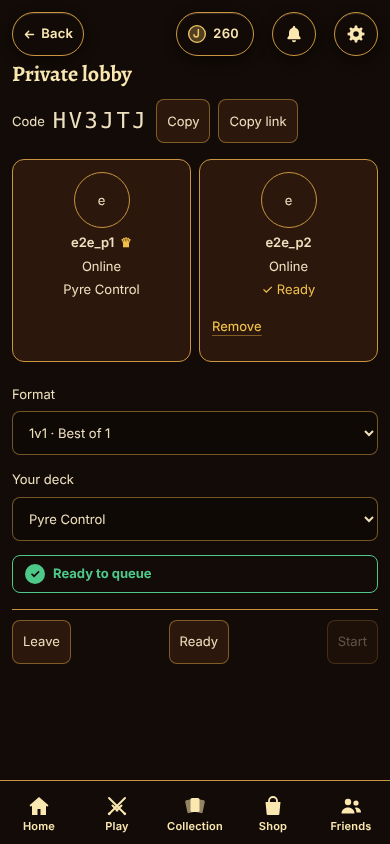 ← Back
J 260
Private lobby
Code HV3JTJ Copy Copy link
e
e2e_p1
Online
Pyre Control
e
e2e_p2
Online
✓ Ready
Remove
Format
1v1 · Best of 1
Your deck
Pyre Control
Ready to queue
Leave Ready Start
Home Play Collection Shop Friends